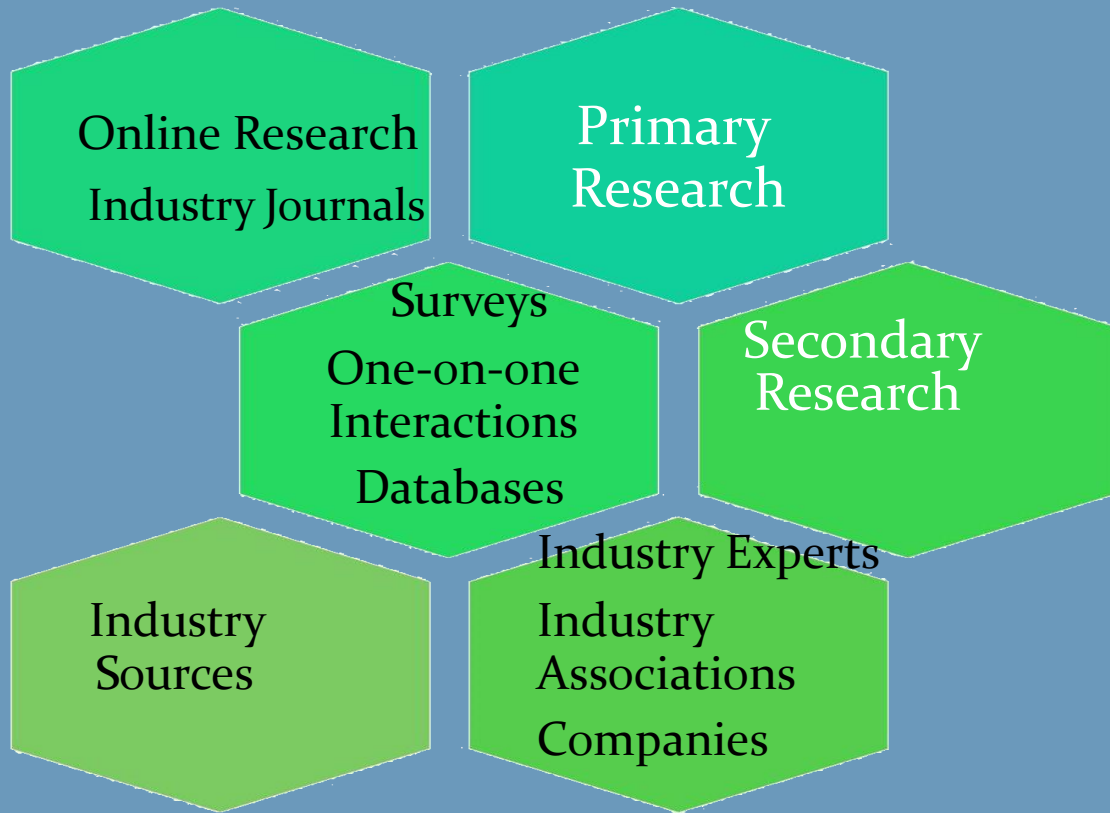 Online Research
Industry Journals
Primary
Research
Surveys
One-on-one
Interactions
Databases
Secondary
Research
Industry
Sources
Industry Experts
Industry
Associations
Companies